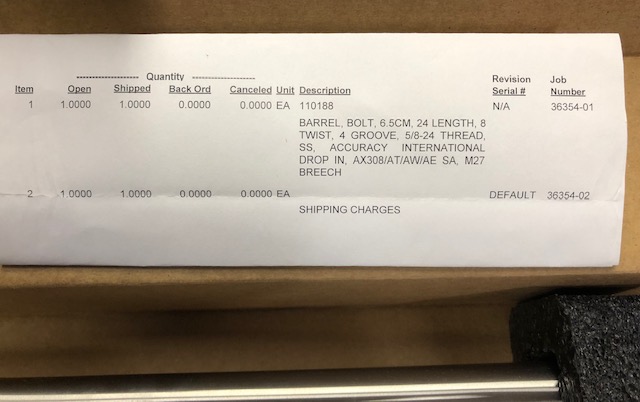 -------------------- Quantity --------------------
Item Open Shipped Back Ord Canceled Unit Description Revision Serial # Job Number
1 1.0000 1.0000 0.0000 0.0000 EA 110188 N/A 36354-01
BARREL, BOLT, 6.5CM, 24 LENGTH, 8
TWIST, 4 GROOVE, 5/8-24 THREAD,
SS, ACCURACY INTERNATIONAL
DROP IN, AX308/AT/AW/AE SA, M27
BREECH
2 1.0000 1.0000 0.0000 0.0000 EA DEFAULT 36354-02
SHIPPING CHARGES